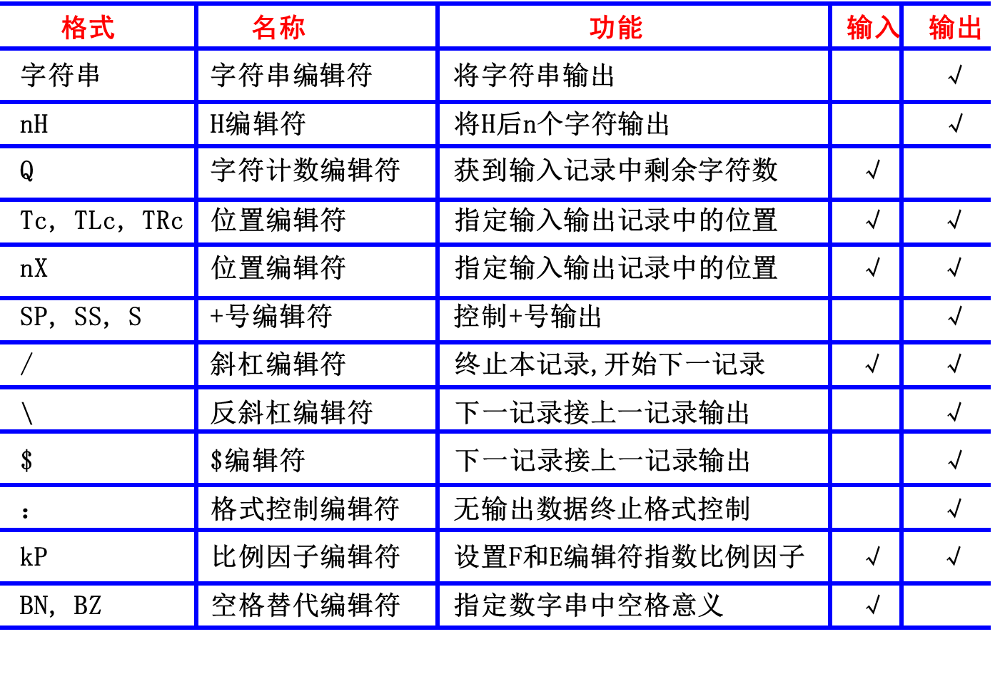 格式 名称 功能 输入 输出
字符串 字符串编辑符 将字符串输出 √
nH H编辑符 将H后n个字符输出 √
Q 字符计数编辑符 获到输入记录中剩余字符数 √
Tc, TLc, TRc 位置编辑符 指定输入输出记录中的位置 √ √
nX 位置编辑符 指定输入输出记录中的位置 √ √
SP, SS, S +号编辑符 控制+号输出 √
/ 斜杠编辑符 终止本记录,开始下一记录 √ √
\ 反斜杠编辑符 下一记录接上一记录输出 √
$ $编辑符 下一记录接上一记录输出 √
: 格式控制编辑符 无输出数据终止格式控制 √
kP 比例因子编辑符 设置F和E编辑符指数比例因子 √ √
BN, BZ 空格替代编辑符 指定数字串中空格意义 √